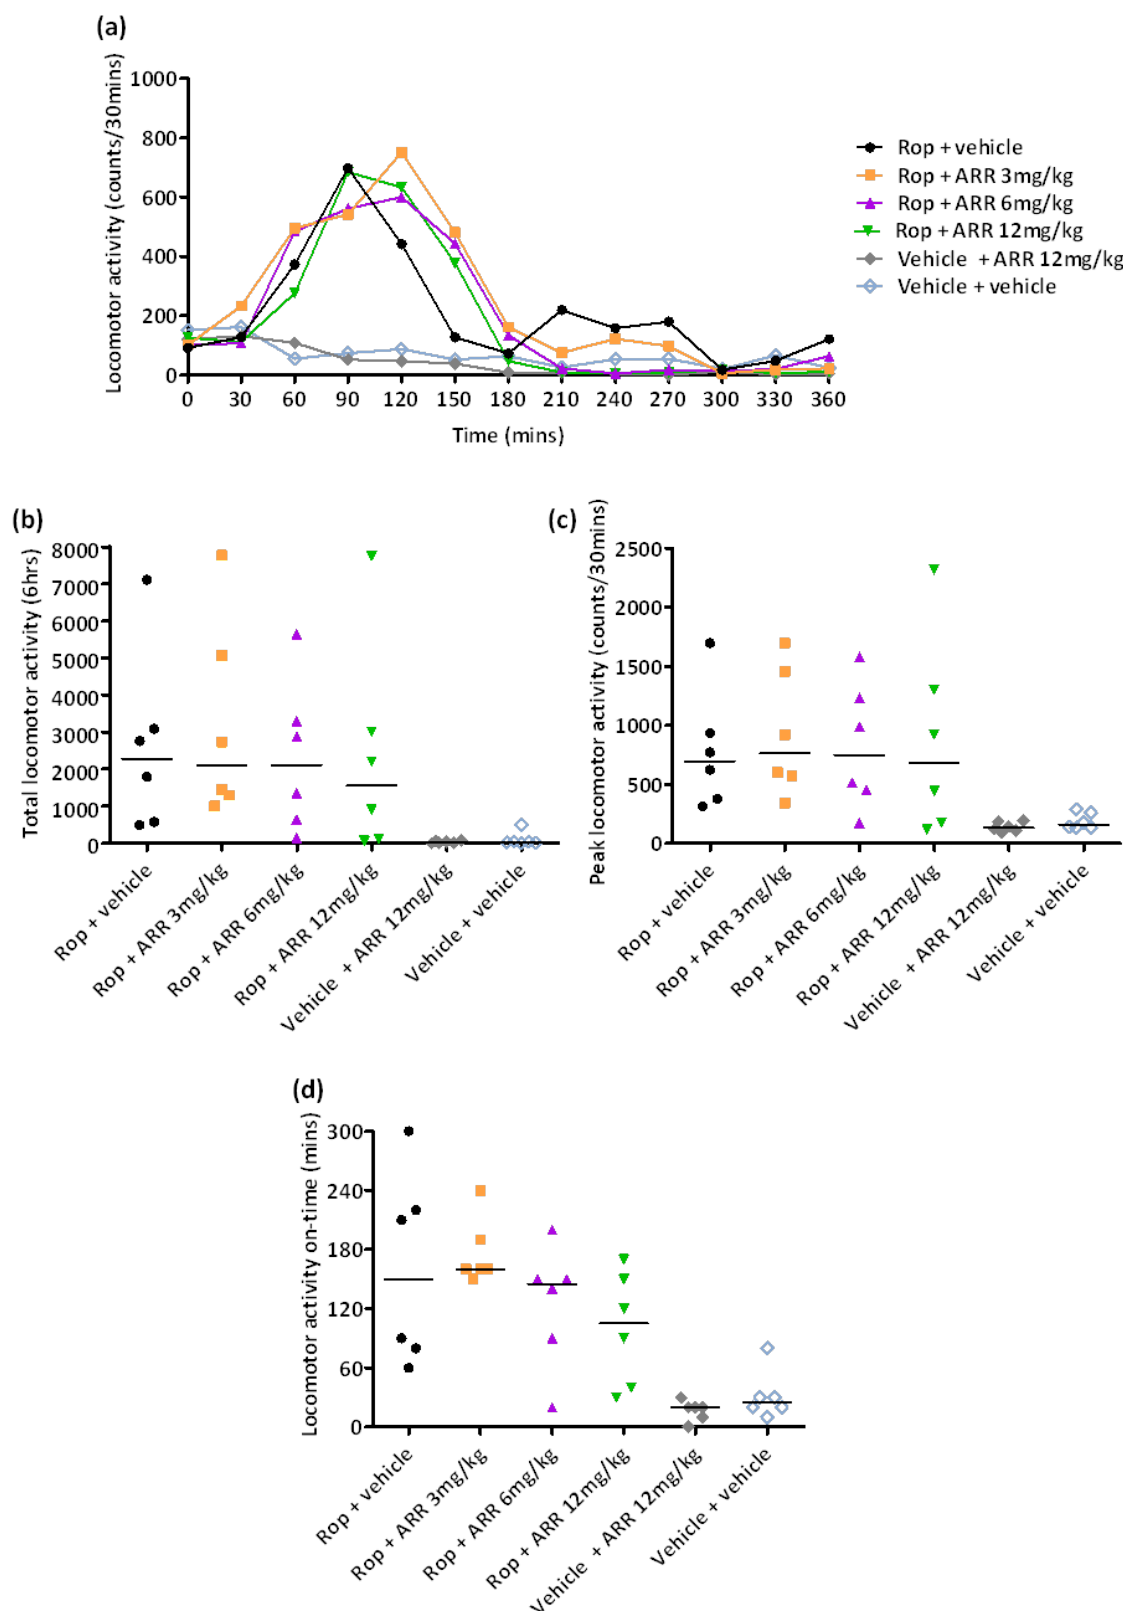 (a)
Locomotor activity (counts/30mins)
1000
800
600
400
200
0
0 30 60 90 120 150 180 210 240 270 300 330 360
Time (mins)
Rop + vehicle
Rop + ARR 3mg/kg
Rop + ARR 6mg/kg
Rop + ARR 12mg/kg
Vehicle + ARR 12mg/kg
Vehicle + vehicle
(b)
Total locomotor activity (6hrs)
8000
7000
6000
5000
4000
3000
2000
1000
0
Rop + vehicle
Rop + ARR 3mg/kg
Rop + ARR 6mg/kg
Rop + ARR 12mg/kg
Vehicle + ARR 12mg/kg
Vehicle + vehicle
(c)
Peak locomotor activity (counts/30mins)
2500
2000
1500
1000
500
0
Rop + vehicle
Rop + ARR 3mg/kg
Rop + ARR 6mg/kg
Rop + ARR 12mg/kg
Vehicle + ARR 12mg/kg
Vehicle + vehicle
(d)
Locomotor activity on-time (mins)
300
240
180
120
60
0
Rop + vehicle
Rop + ARR 3mg/kg
Rop + ARR 6mg/kg
Rop + ARR 12mg/kg
Vehicle + ARR 12mg/kg
Vehicle + vehicle